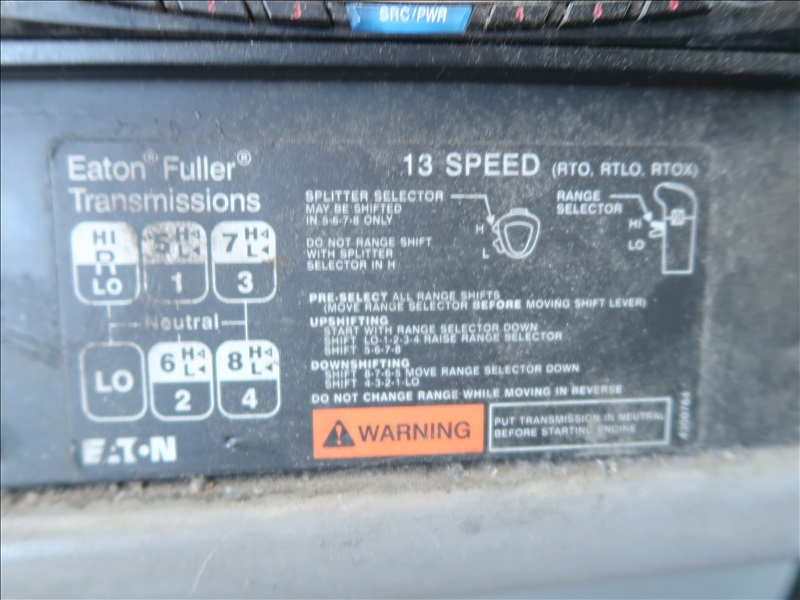 2 3 SRC/PWR 4 5 6
Eaton® Fuller®
Transmissions
13 SPEED (RTO, RTLO, RTOX)
SPLITTER SELECTOR
MAY BE SHIFTED
IN 5-6-7-8 ONLY
DO NOT RANGE SHIFT
WITH SPLITTER
SELECTOR IN H
H
L
RANGE
SELECTOR
HI
LO
HI
R
LO
5 H
L
1
7 H
L
3
Neutral
LO
6 H
L
2
8 H
L
4
PRE-SELECT ALL RANGE SHIFTS
(MOVE RANGE SELECTOR BEFORE MOVING SHIFT LEVER)
UPSHIFTING
START WITH RANGE SELECTOR DOWN
SHIFT LO-1-2-3-4 RAISE RANGE SELECTOR
SHIFT 5-6-7-8
DOWNSHIFTING
SHIFT 8-7-6-5 MOVE RANGE SELECTOR DOWN
SHIFT 4-3-2-1-LO
DO NOT CHANGE RANGE WHILE MOVING IN REVERSE
WARNING
PUT TRANSMISSION IN NEUTRAL
BEFORE STARTING ENGINE
EATON